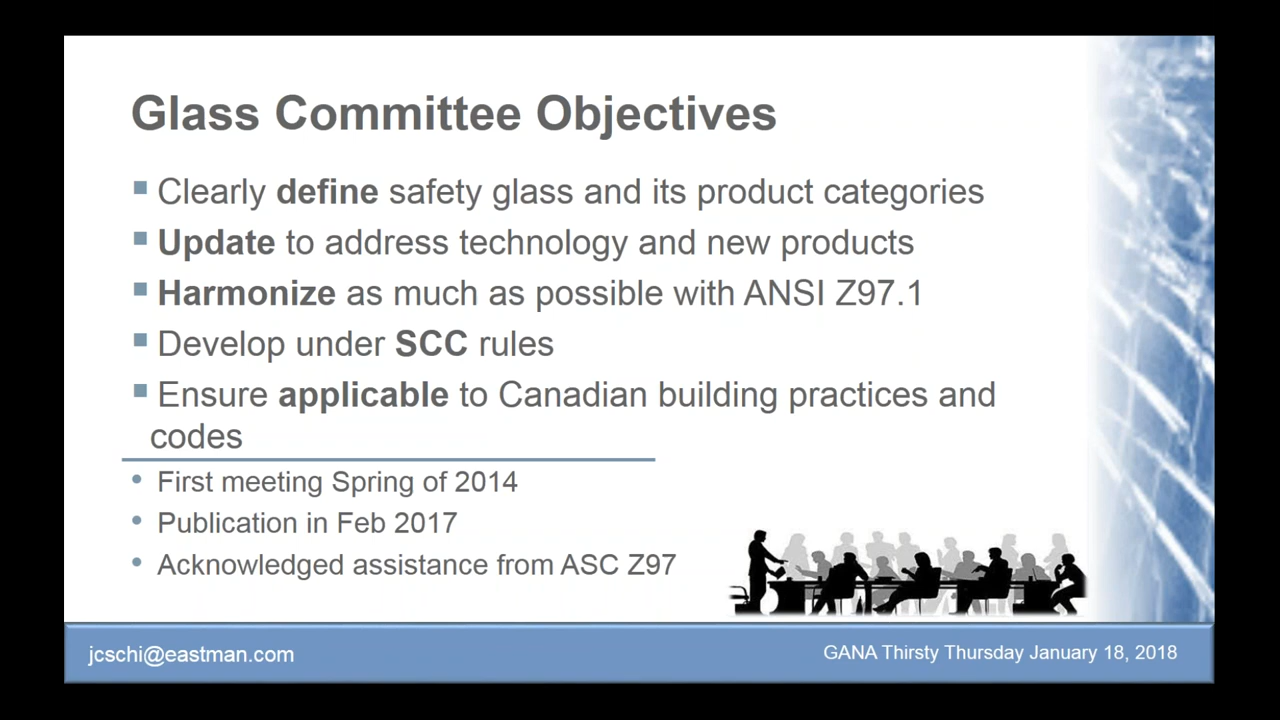 Glass Committee Objectives
Clearly define safety glass and its product categories
Update to address technology and new products
Harmonize as much as possible with ANSI Z97.1
Develop under SCC rules
Ensure applicable to Canadian building practices and
codes
First meeting Spring of 2014
Publication in Feb 2017
Acknowledged assistance from ASC Z97
jcschi@eastman.com
GANA Thirsty Thursday January 18, 2018